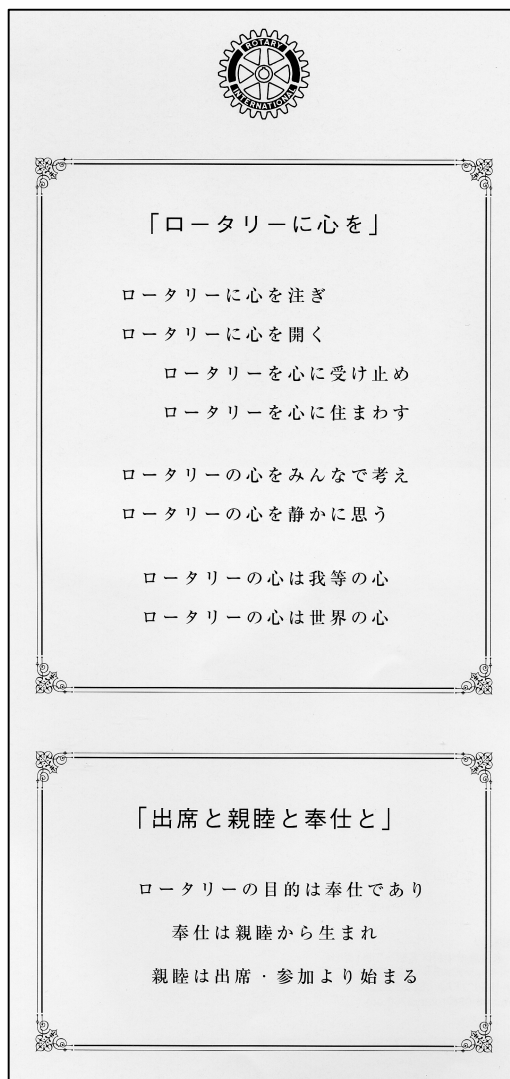 ROTARY
INTERNATIONAL
「ロータリーに心を」
ロータリーに心を注ぎ
ロータリーに心を開く
ロータリーを心に受け止め
ロータリーを心に住まわす
ロータリーの心をみんなで考え
ロータリーの心を静かに思う
ロータリーの心は我等の心
ロータリーの心は世界の心
「出席と親睦と奉仕と」
ロータリーの目的は奉仕であり
奉仕は親睦から生まれ
親睦は出席・参加より始まる